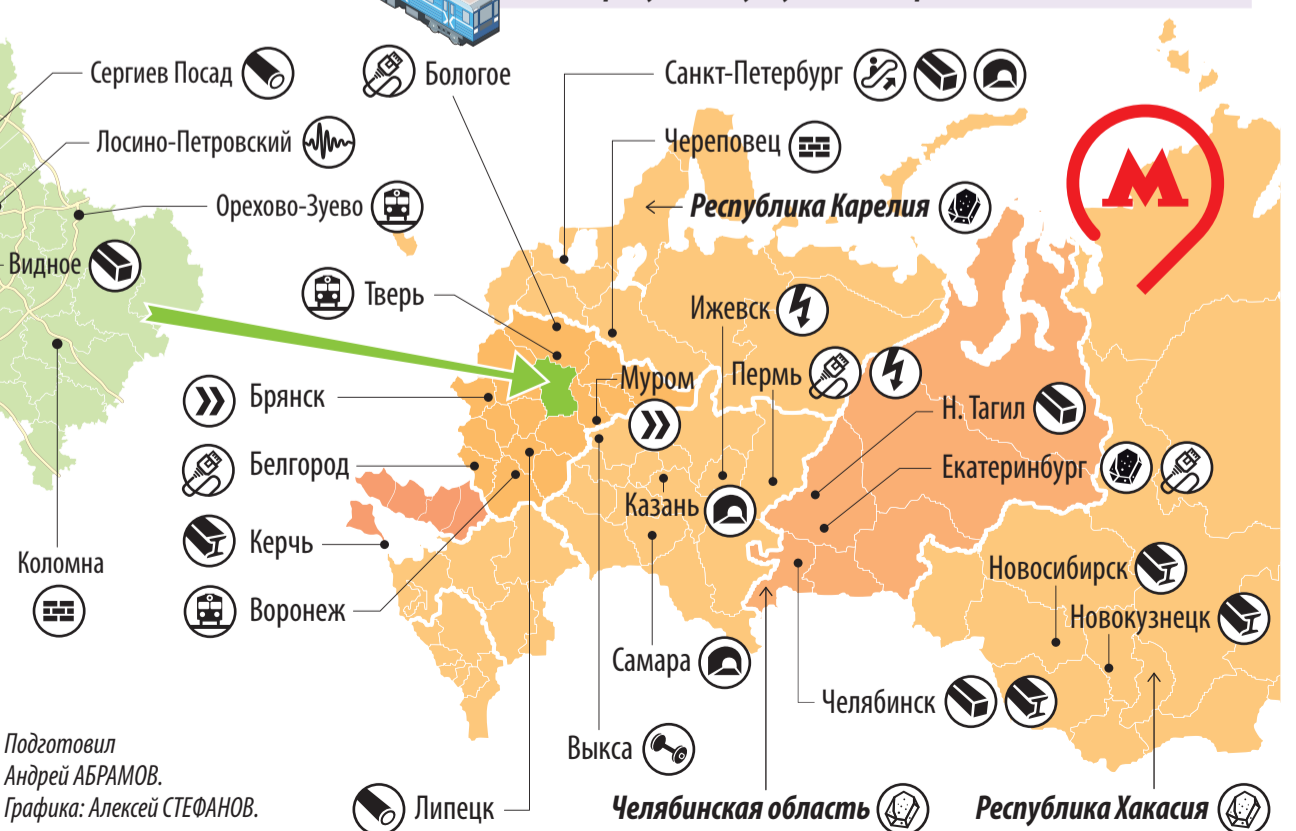 Сергиев Посад
Бологое
Санкт-Петербург
Лосино-Петровский
Череповец
Орехово-Зуево
Республика Карелия
М
Видное
Тверь
Ижевск
Муром
Пермь
Брянск
Н. Тагил
Белгород
Екатеринбург
Казань
Керчь
Коломна
Новосибирск
Воронеж
Новокузнецк
Самара
Челябинск
Выкса
Подготовил
Андрей АБРАМОВ.
Графика: Алексей СТЕФАНОВ.
Липецк
Челябинская область
Республика Хакасия